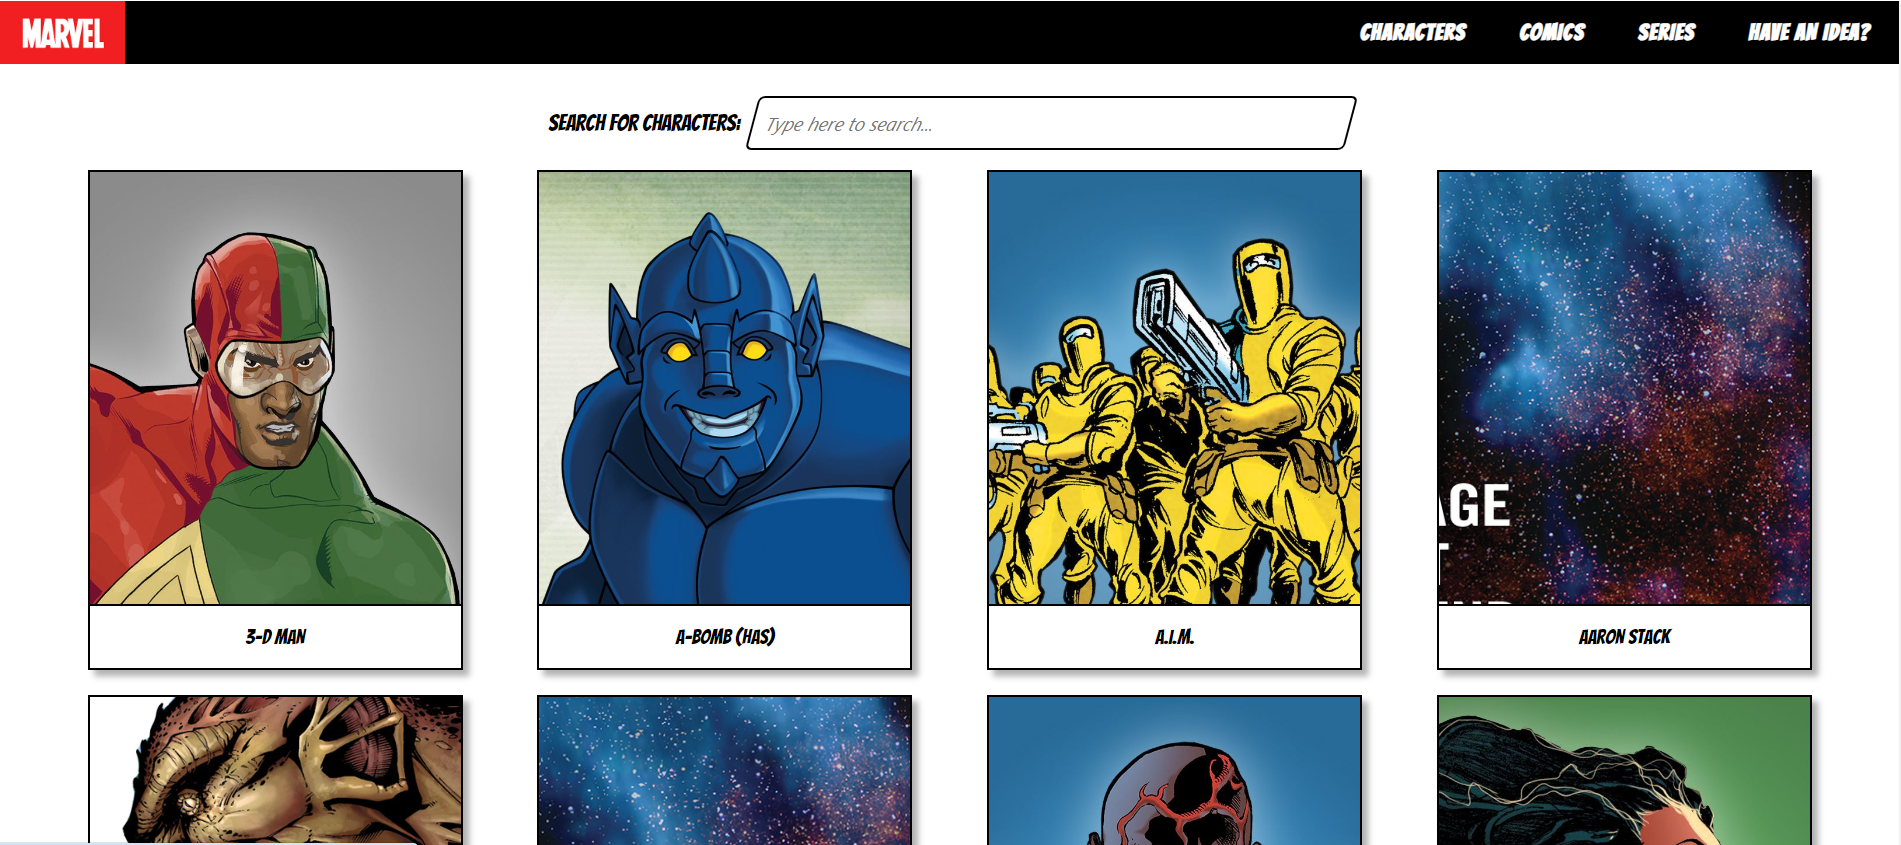 MARVEL
CHARACTERS
COMICS
SERIES
HAVE AN IDEA?
SEARCH FOR CHARACTERS:
Type here to search...
AGE
T
3-D MAN
A-BOMB (HAS)
A.I.M.
AARON STACK